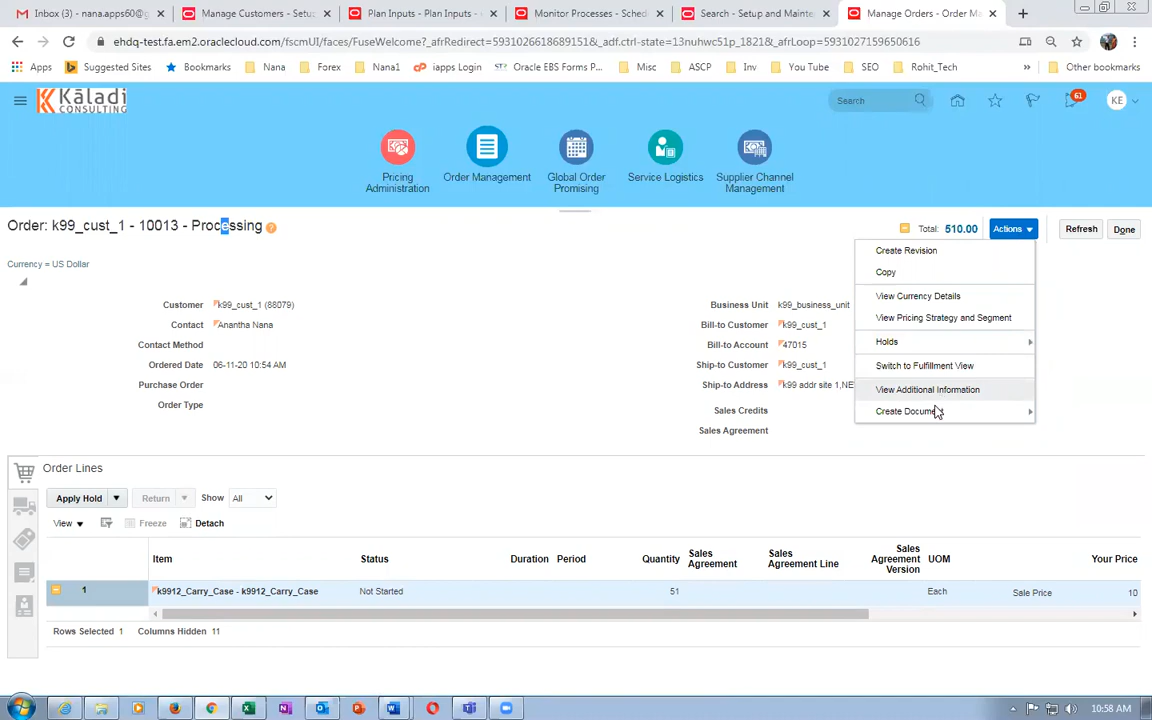 Inbox (31) - nana.apps60@g
Manage Customers - Setup
Plan Inputs - Plan Inputs -
Monitor Processes - Sched
Search - Setup and Mainte
Manage Orders - Order M
ehdq-test.fa.em2.oraclecloud.com/fscmUI/faces/FuseWelcome?_afrRedirect=5931026618689151&_adf.ctrl-state=13nuhwc51p_1821&_afrLoop=5931027159650616
Apps
Suggested Sites
Bookmarks
Nana
Forex
Nana1
iapps Login
Oracle EBS Forms P...
Misc
ASCP
Inv
You Tube
SEO
Rohit_Tech
»
Other bookmarks
Kaladi
CONSULTING
Search
61
KE
Pricing Administration
Order Management
Global Order Promising
Service Logistics
Supplier Channel Management
Order: k99_cust_1 - 10013 - Processing
Total: 510.00
Actions
Refresh
Done
Currency = US Dollar
Create Revision
Copy
View Currency Details
View Pricing Strategy and Segment
Holds
Switch to Fulfillment View
View Additional Information
Create Document
Customer k99_cust_1 (88079)
Contact Anantha Nana
Contact Method
Ordered Date 06-11-20 10:54 AM
Purchase Order
Order Type
Business Unit k99_business_unit
Bill-to Customer k99_cust_1
Bill-to Account 47015
Ship-to Customer k99_cust_1
Ship-to Address k99 addr site 1,NE
Sales Credits
Sales Agreement
Order Lines
Apply Hold
Return
Show All
View
Freeze
Detach
Item
Status
Duration
Period
Quantity
Sales Agreement
Sales Agreement Line
Sales Agreement Version
UOM
Your Price
1 k9912_Carry_Case - k9912_Carry_Case Not Started 51 Each Sale Price 10
Rows Selected 1 Columns Hidden 11
10:58 AM